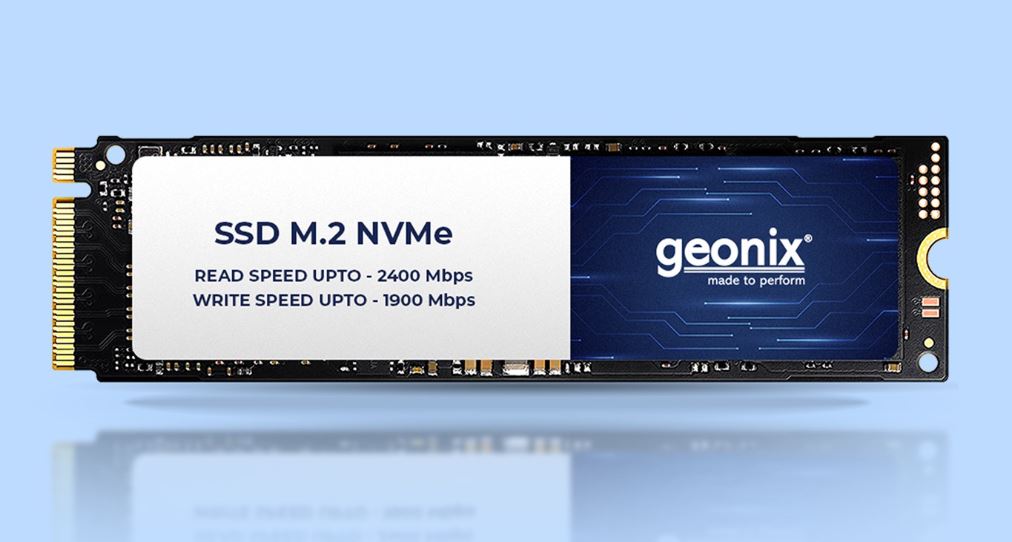 SSD M.2 NVMe
READ SPEED UPTO - 2400 Mbps
WRITE SPEED UPTO - 1900 Mbps
geonix®
made to perform